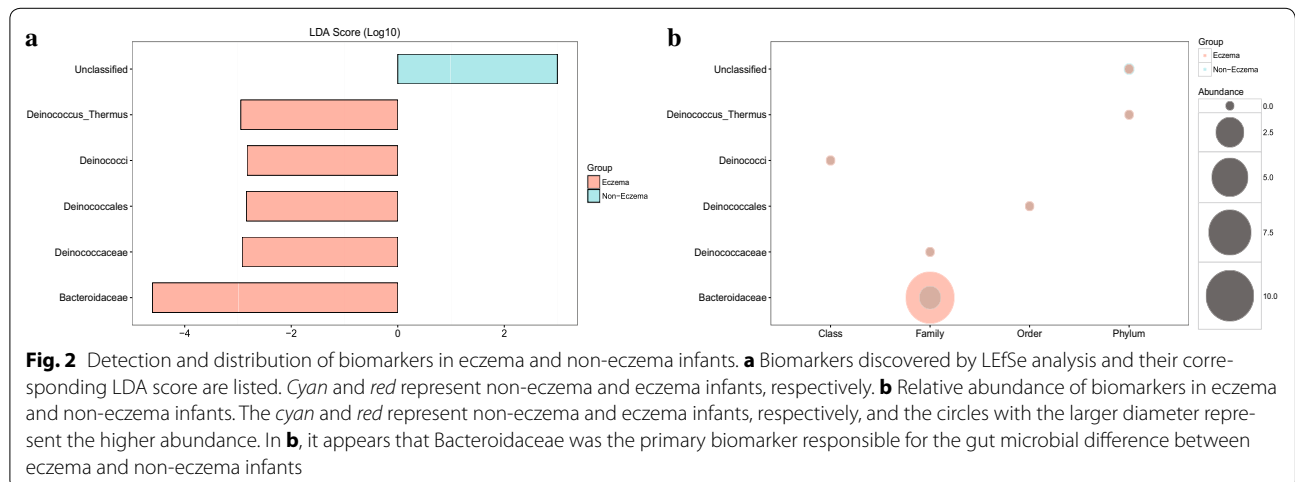 a
LDA Score (Log10)
Unclassified
Deinococcus_Thermus
Deinococci
Deinococcales
Deinococcaceae
Bacteroidaceae
−4
−2
0
2
Group
Eczema
Non-Eczema
b
Unclassified
Deinococcus_Thermus
Deinococci
Deinococcales
Deinococcaceae
Bacteroidaceae
Class
Family
Order
Phylum
Group
Eczema
Non-Eczema
Abundance
0.0
2.5
5.0
7.5
10.0
Fig. 2 Detection and distribution of biomarkers in eczema and non-eczema infants. a Biomarkers discovered by LEfSe analysis and their corre-
sponding LDA score are listed. Cyan and red represent non-eczema and eczema infants, respectively. b Relative abundance of biomarkers in eczema
and non-eczema infants. The cyan and red represent non-eczema and eczema infants, respectively, and the circles with the larger diameter repre-
sent the higher abundance. In b, it appears that Bacteroidaceae was the primary biomarker responsible for the gut microbial difference between
eczema and non-eczema infants